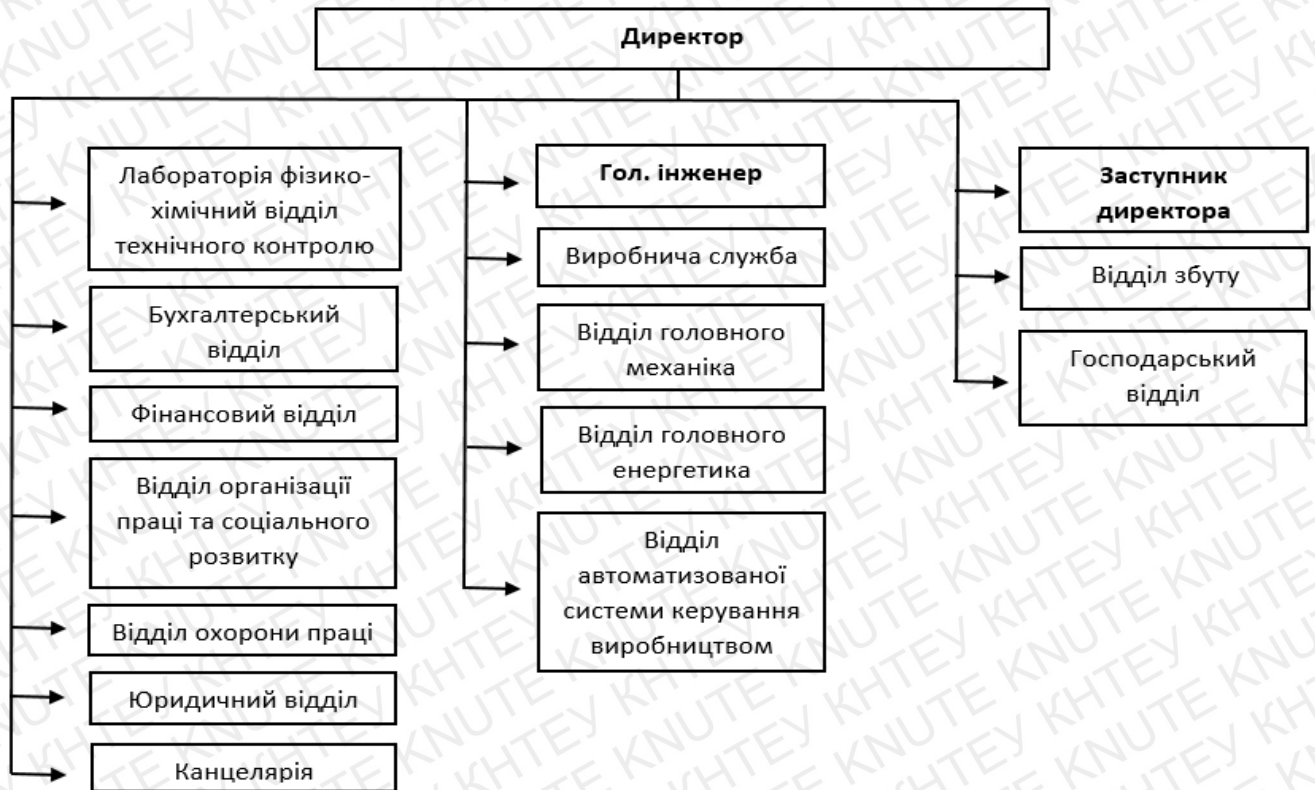 Директор
Лабораторія фізико-
хімічний відділ
технічного контролю
Бухгалтерський
відділ
Фінансовий відділ
Відділ організації
праці та соціального
розвитку
Відділ охорони праці
Юридичний відділ
Канцелярія
Гол. інженер
Виробнича служба
Відділ головного
механіка
Відділ головного
енергетика
Відділ
автоматизованої
системи керування
виробництвом
Заступник
директора
Відділ збуту
Господарський
відділ
KNUTE КНТЕУ